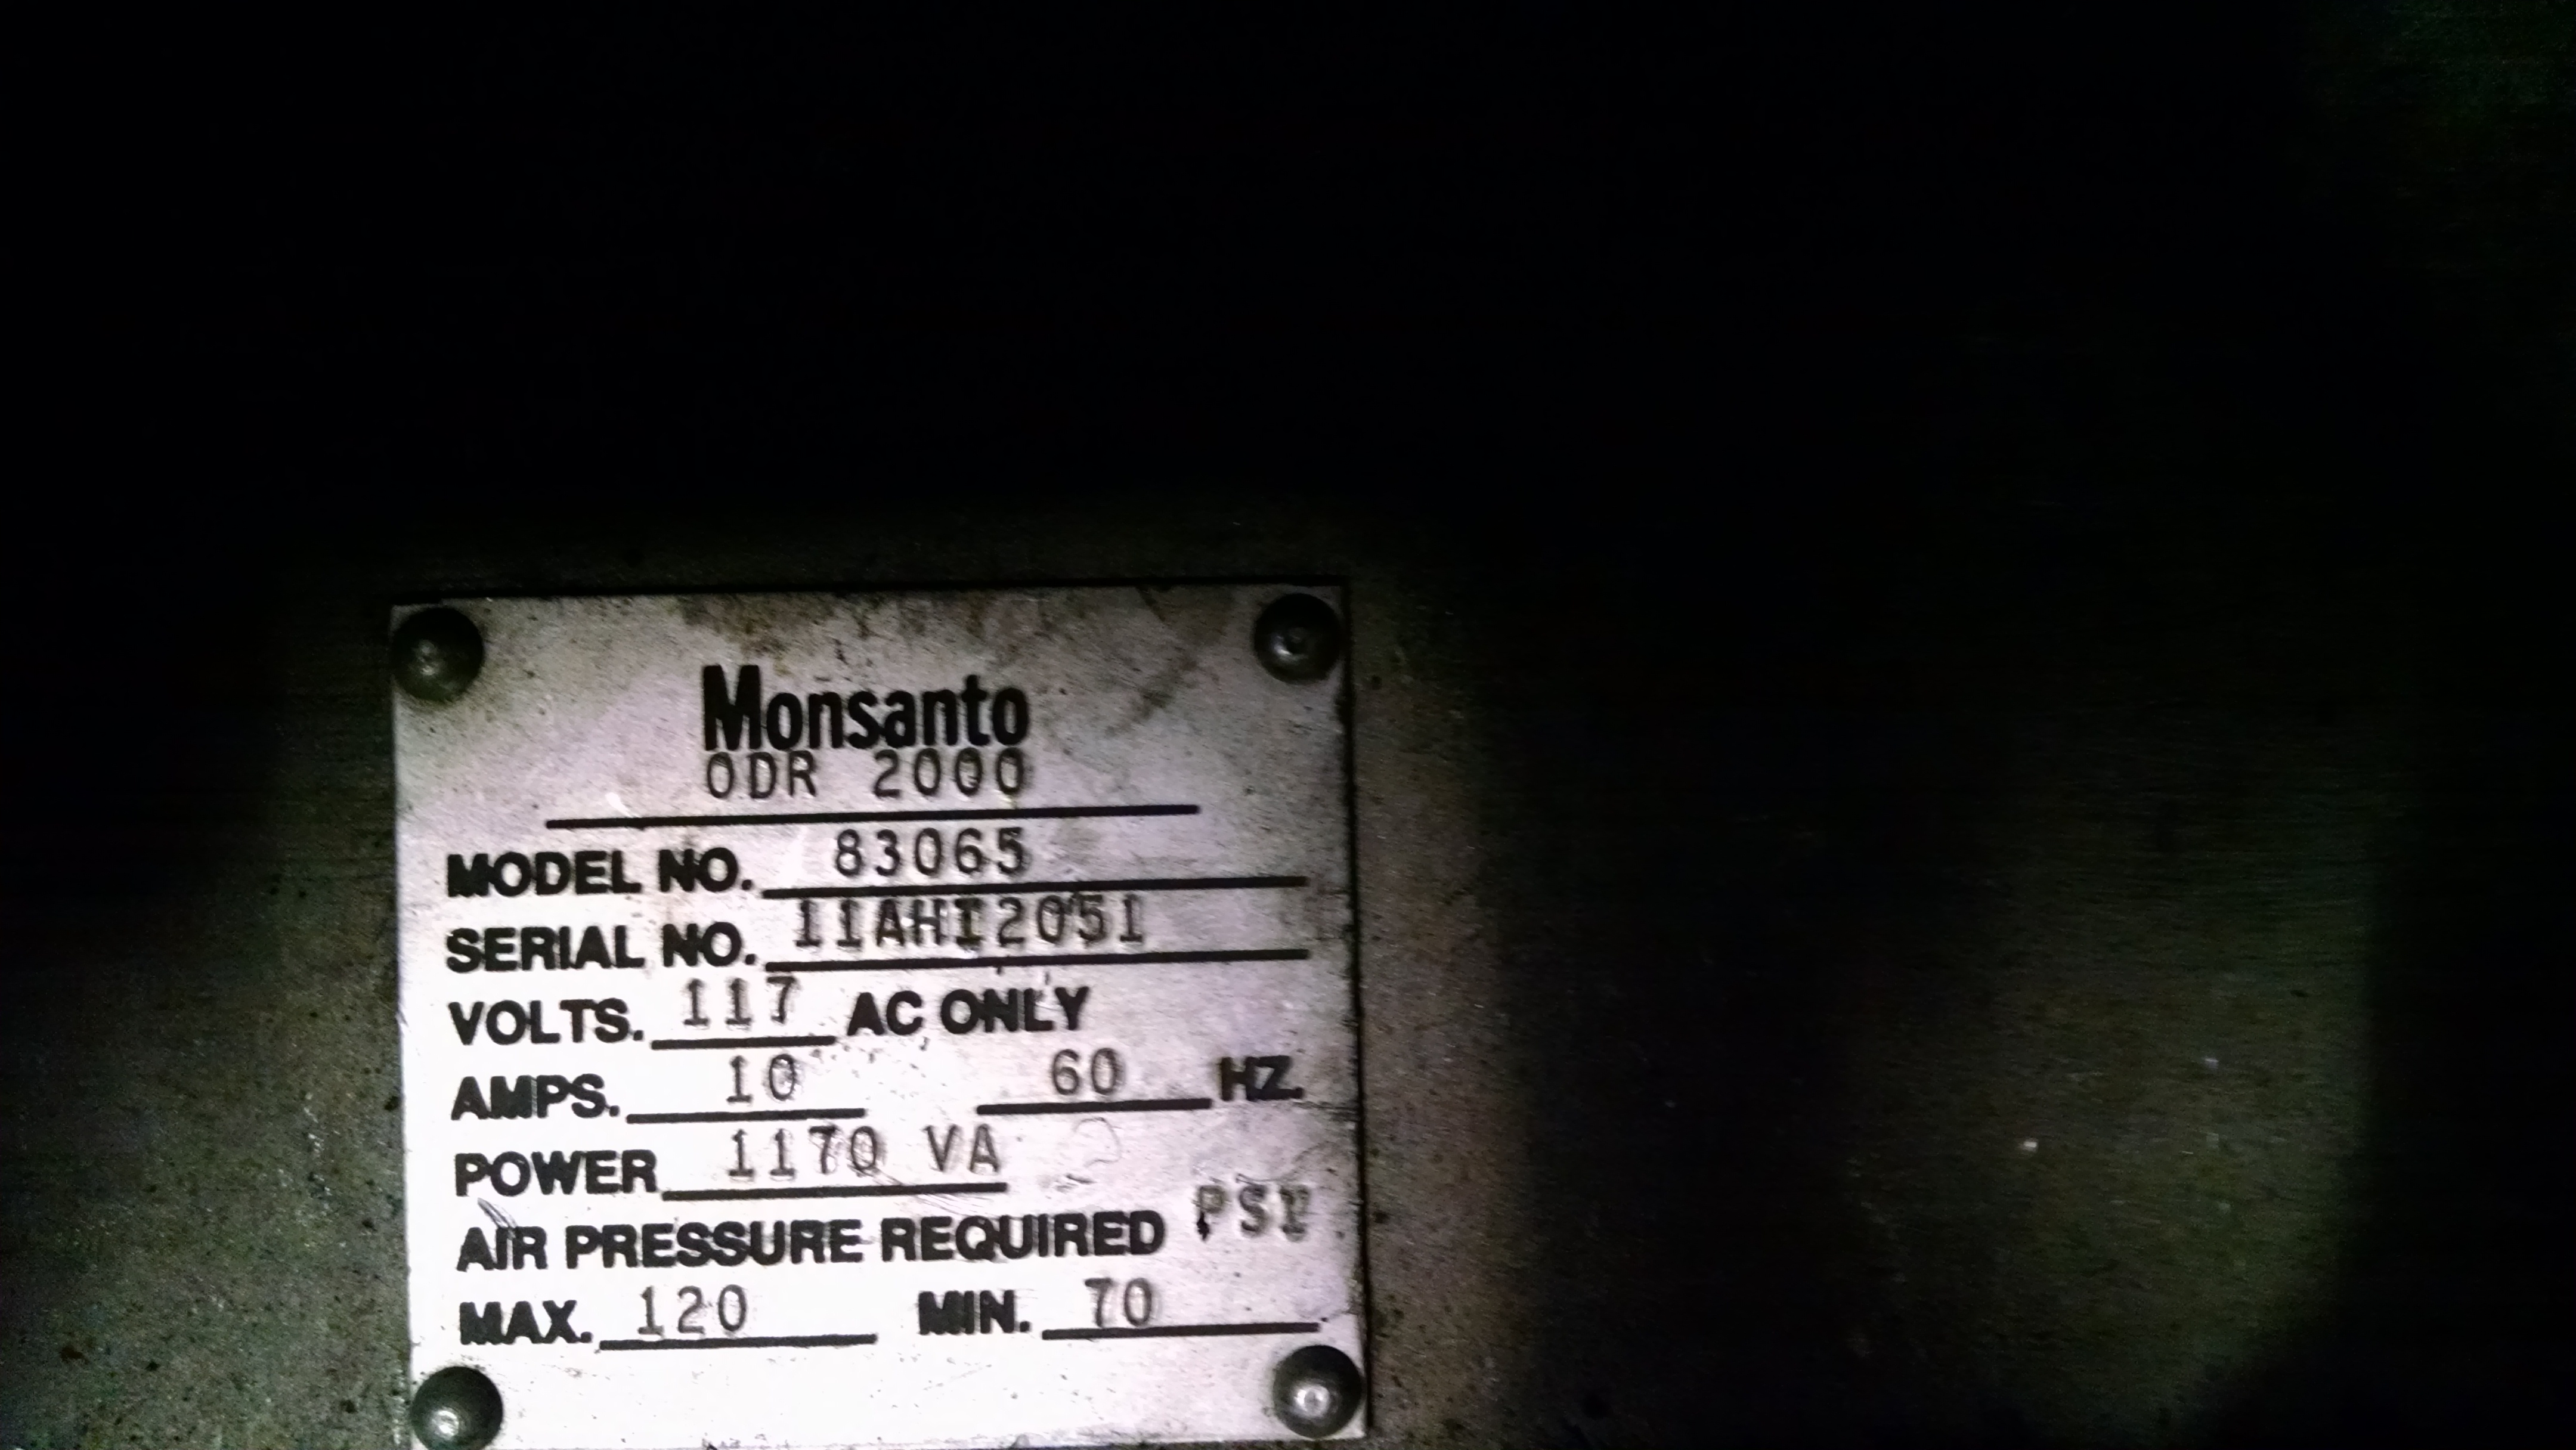 Monsanto
ODR 2000
MODEL NO. 83065
SERIAL NO. 11AHI2051
VOLTS. 117 AC ONLY
AMPS. 10 60 HZ.
POWER 1170 VA
AIR PRESSURE REQUIRED PSI
MAX. 120 MIN. 70